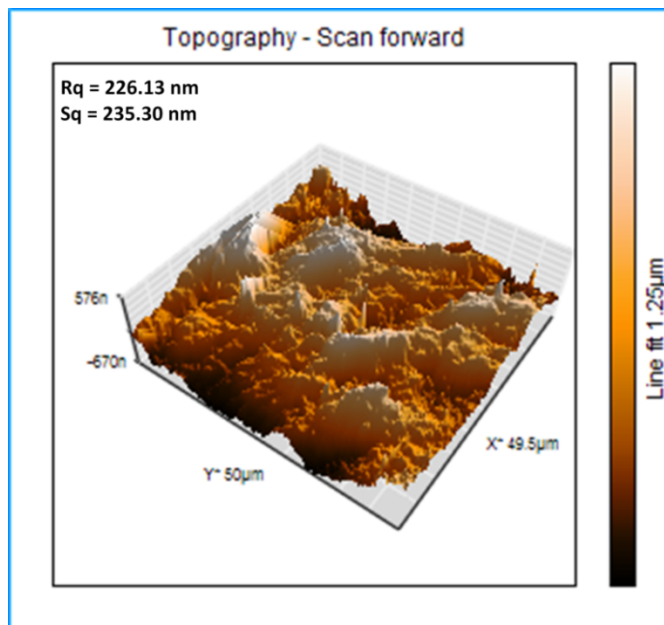 Topography - Scan forward
Rq = 226.13 nm
Sq = 235.30 nm
576n
-670n
Y* 50µm
X* 49.5µm
Line fit 1.25µm